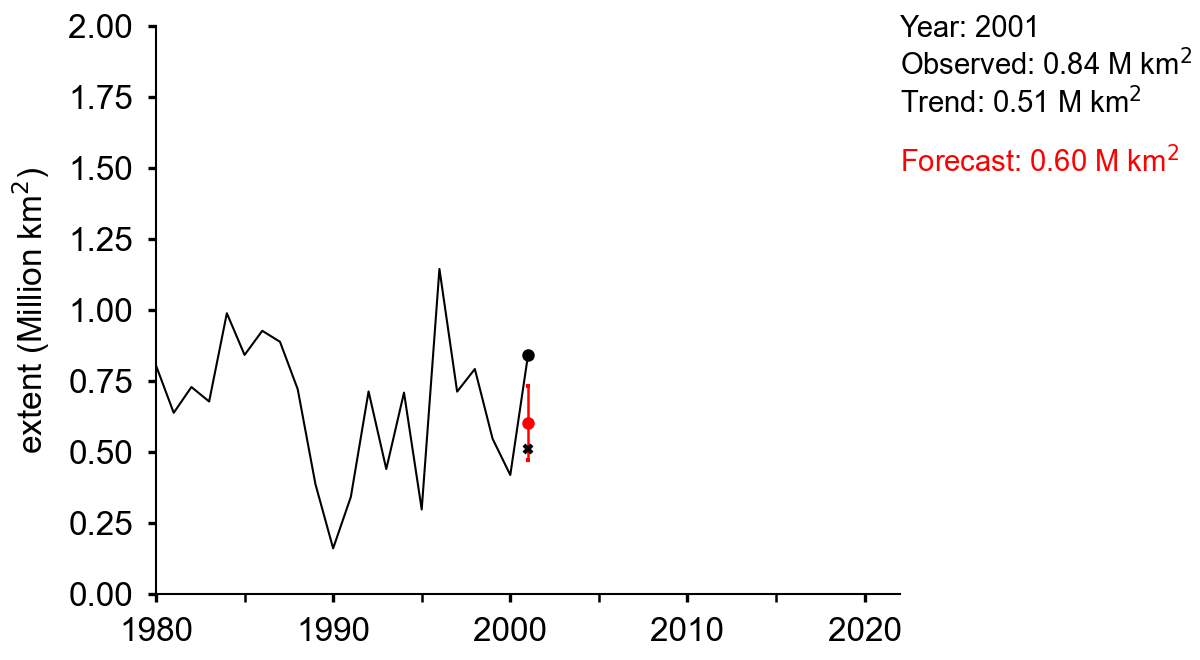 2.00
1.75
1.50
1.25
1.00
0.75
0.50
0.25
0.00
extent (Million km²)
1980 1990 2000 2010 2020
Year: 2001
Observed: 0.84 M km²
Trend: 0.51 M km²
Forecast: 0.60 M km²